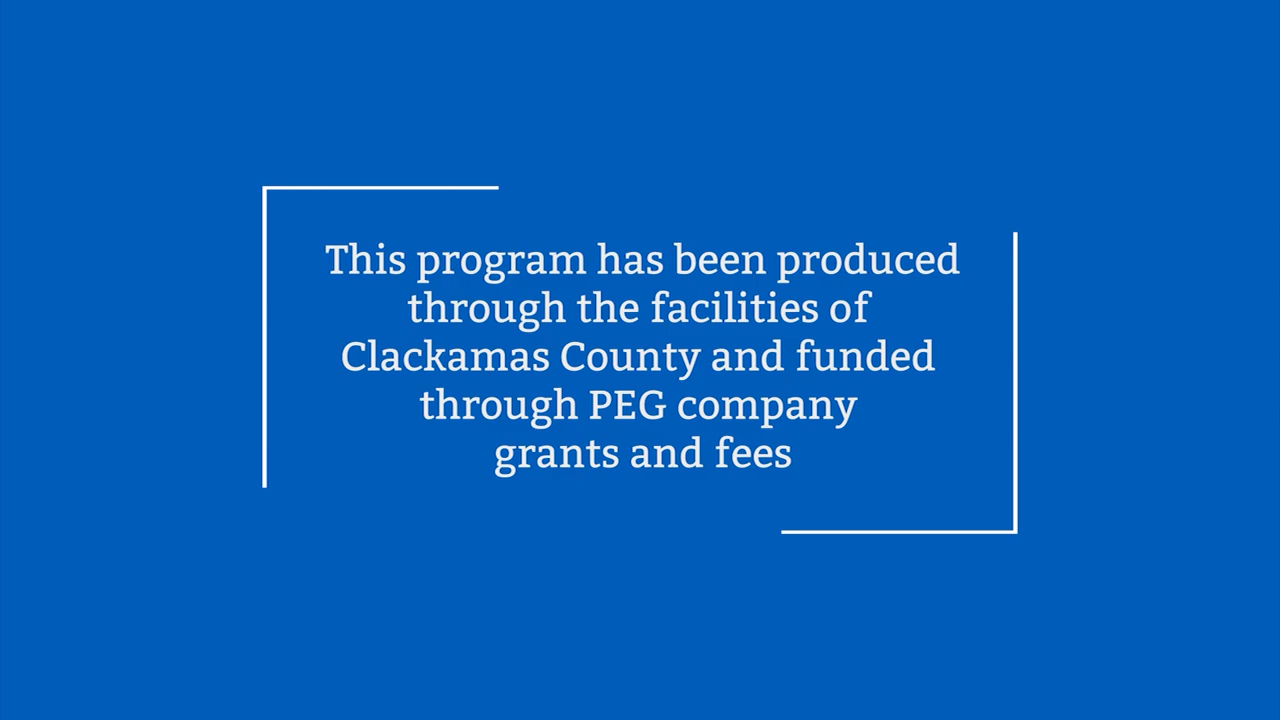 This program has been produced
through the facilities of
Clackamas County and funded
through PEG company
grants and fees